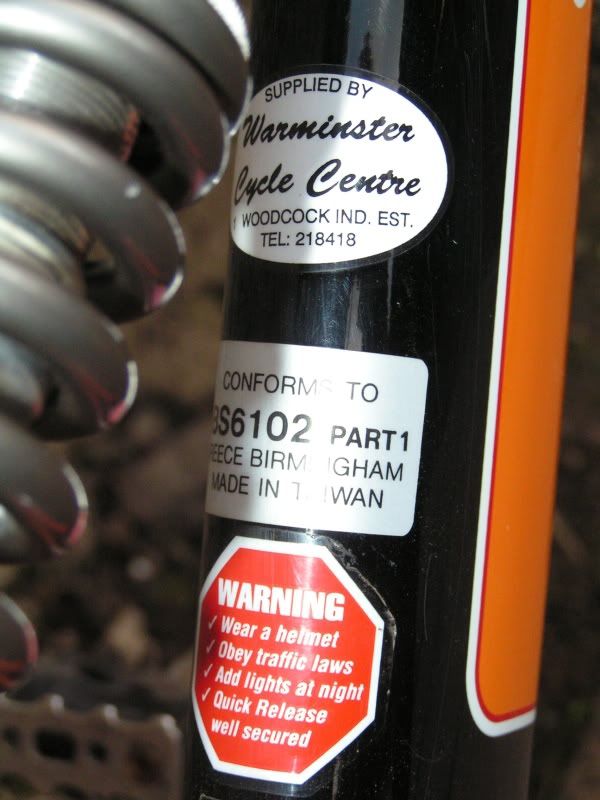 SUPPLIED BY
Warminster
Cycle Centre
1 WOODCOCK IND. EST.
TEL: 218418
CONFORMS TO
BS6102 PART1
REECE BIRMINGHAM
MADE IN TAIWAN
WARNING
✓ Wear a helmet
✓ Obey traffic laws
✓ Add lights at night
✓ Quick Release
well secured